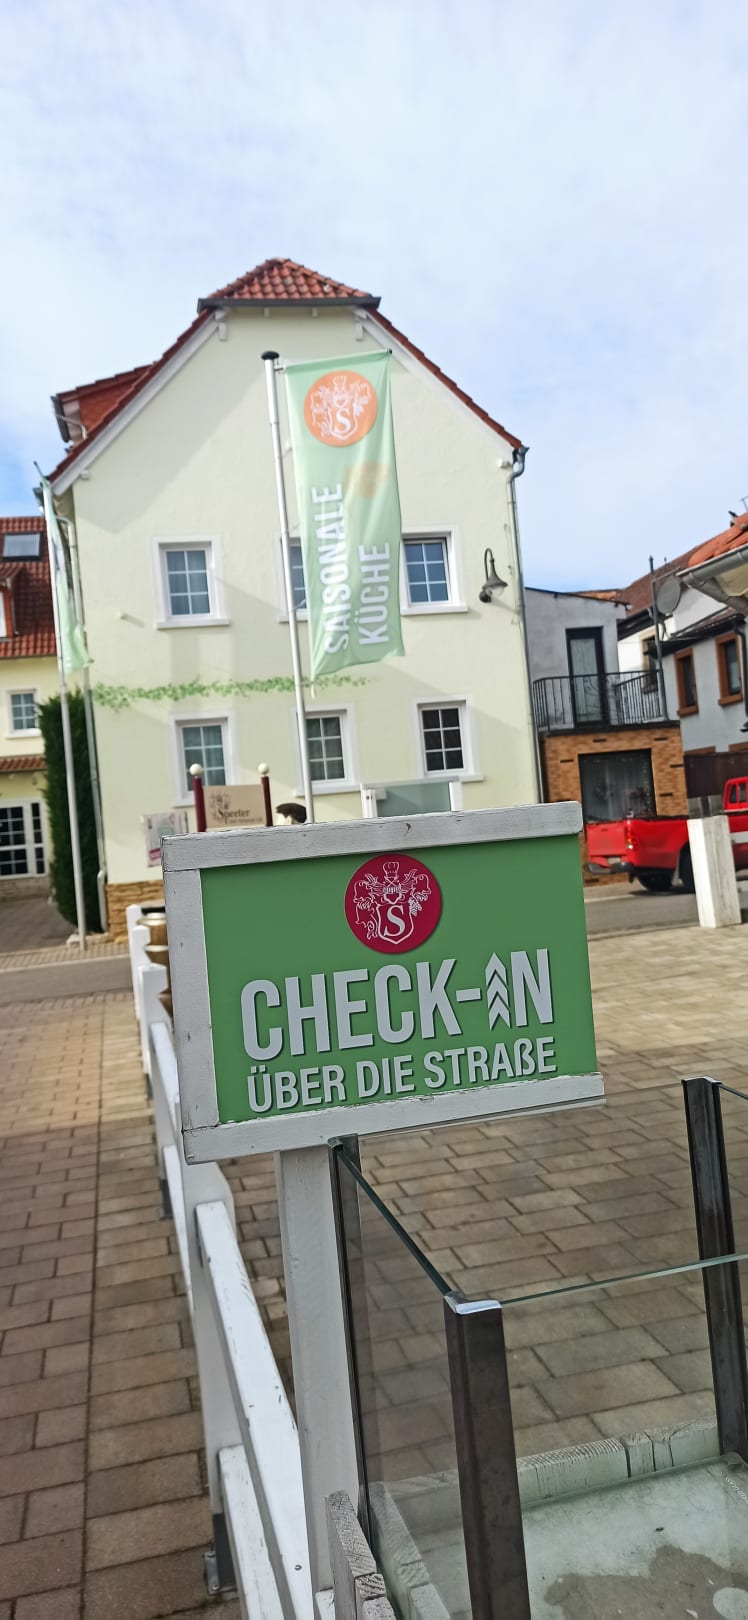 SAISONALE
KÜCHE
S
Speeter
S
CHECK-IN
ÜBER DIE STRAßE